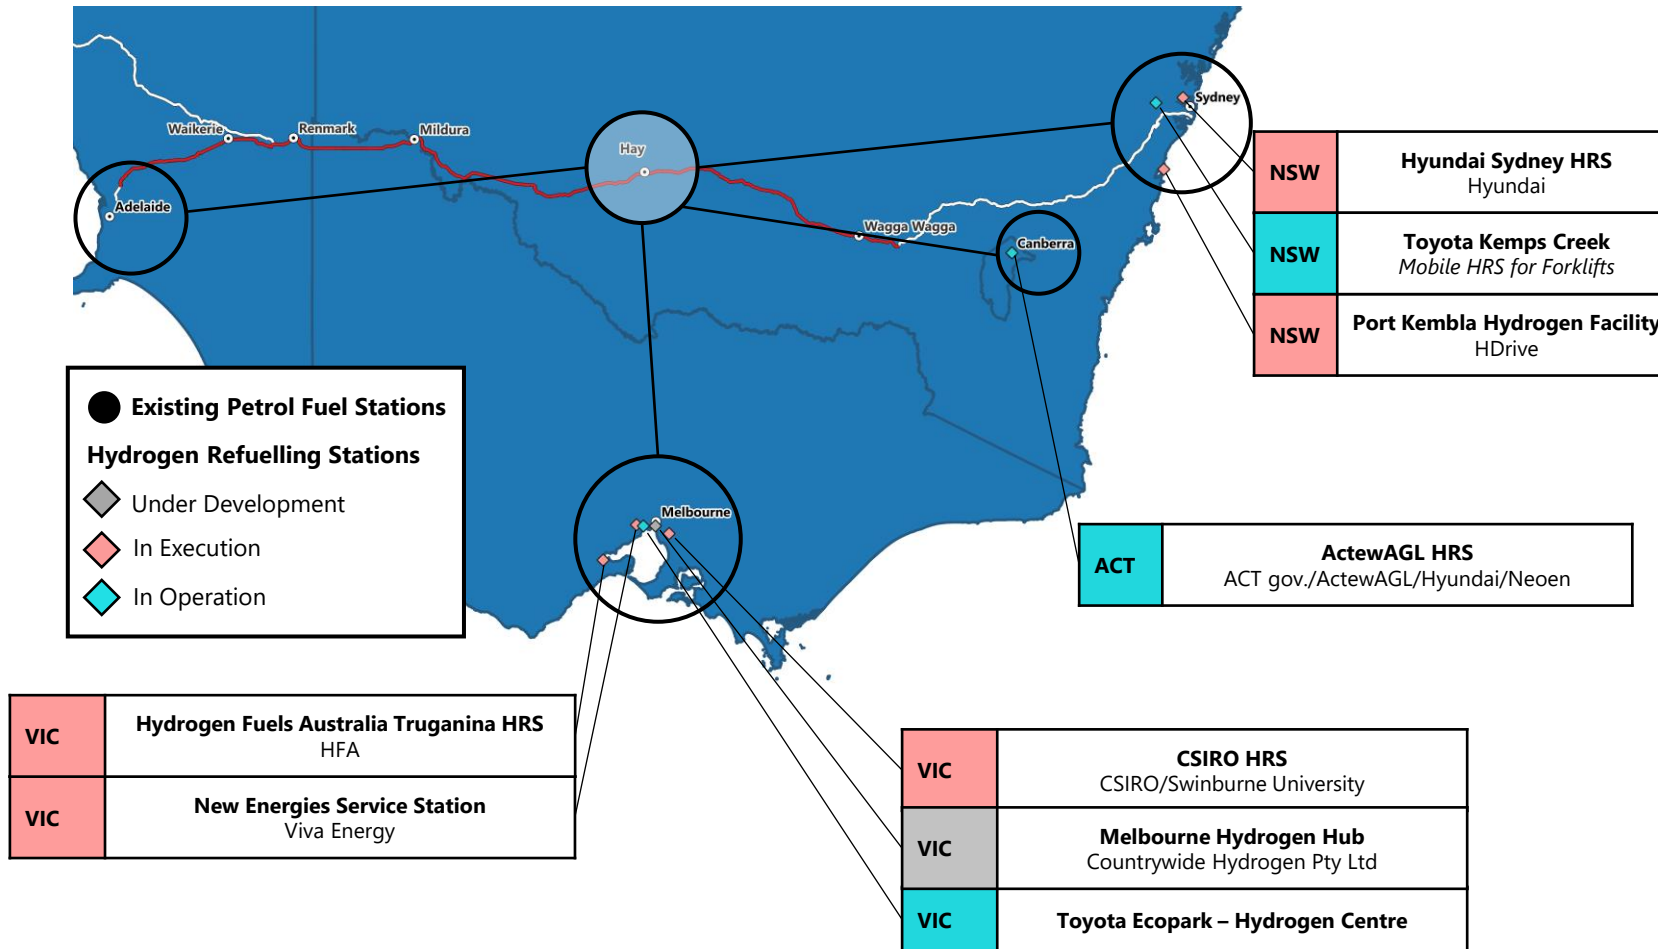 Sydney
Waikerie
Renmark
Mildura
Hay
Adelaide
Wagga Wagga
Canberra
Melbourne
NSW
Hyundai Sydney HRS
Hyundai
NSW
Toyota Kemps Creek
Mobile HRS for Forklifts
NSW
Port Kembla Hydrogen Facility
HDrive
Existing Petrol Fuel Stations
Hydrogen Refuelling Stations
Under Development
In Execution
In Operation
ACT
ActewAGL HRS
ACT gov./ActewAGL/Hyundai/Neoen
VIC
Hydrogen Fuels Australia Truganina HRS
HFA
VIC
New Energies Service Station
Viva Energy
VIC
CSIRO HRS
CSIRO/Swinburne University
VIC
Melbourne Hydrogen Hub
Countrywide Hydrogen Pty Ltd
VIC
Toyota Ecopark – Hydrogen Centre